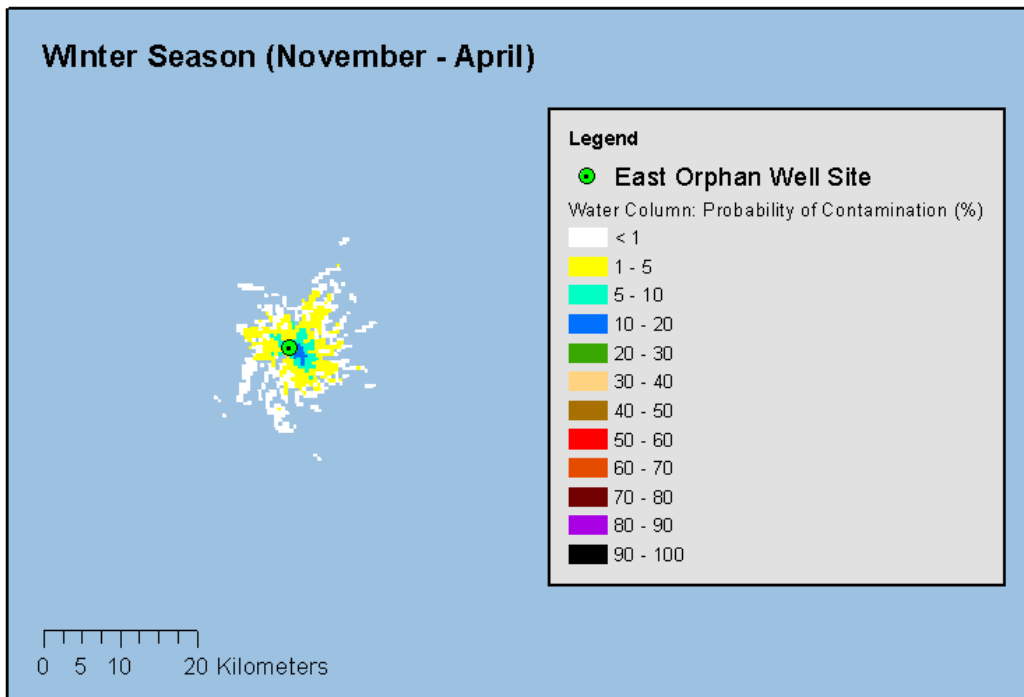 WInter Season (November - April)
Legend
East Orphan Well Site
Water Column: Probability of Contamination (%)
< 1
1 - 5
5 - 10
10 - 20
20 - 30
30 - 40
40 - 50
50 - 60
60 - 70
70 - 80
80 - 90
90 - 100
0 5 10 20 Kilometers